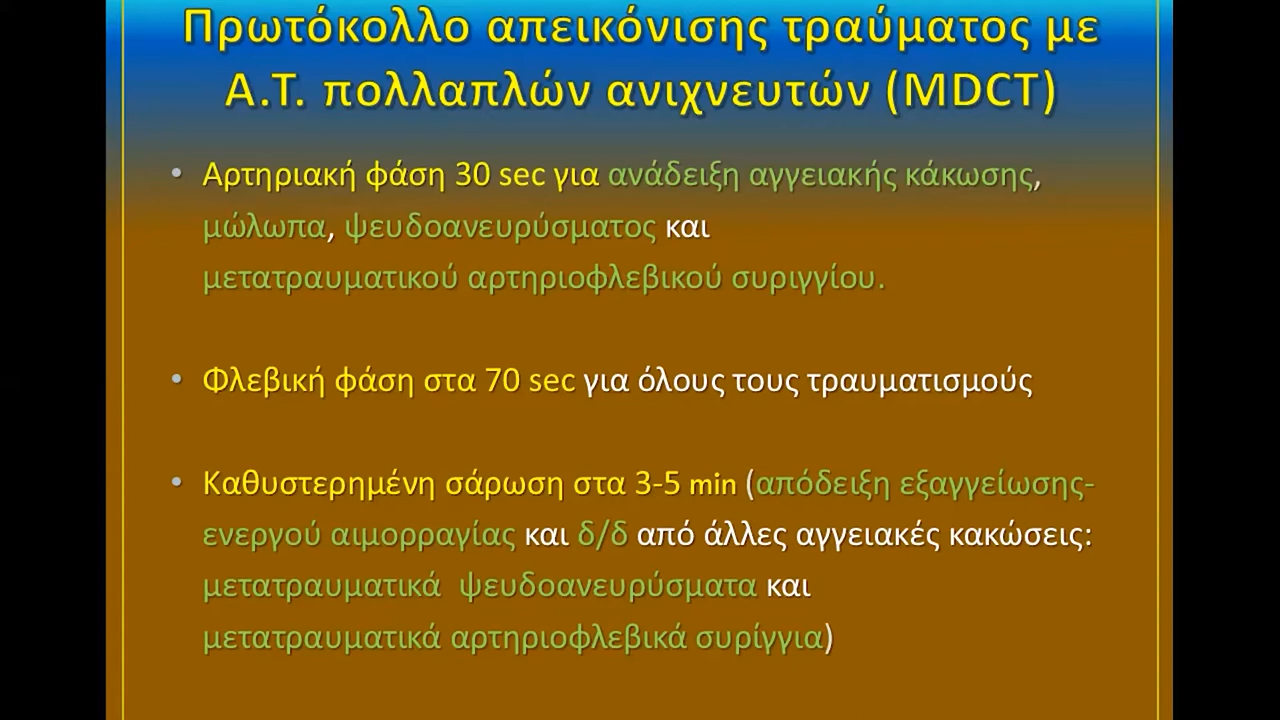 Πρωτόκολλο απεικόνισης τραύματος με
Α.Τ. πολλαπλών ανιχνευτών (MDCT)
• Αρτηριακή φάση 30 sec για ανάδειξη αγγειακής κάκωσης,
μώλωπα, ψευδοανευρύσματος και
μετατραυματικού αρτηριοφλεβικού συριγγίου.
• Φλεβική φάση στα 70 sec για όλους τους τραυματισμούς
• Καθυστερημένη σάρωση στα 3-5 min (απόδειξη εξαγγείωσης-
ενεργού αιμορραγίας και δ/δ από άλλες αγγειακές κακώσεις:
μετατραυματικά ψευδοανευρύσματα και
μετατραυματικά αρτηριοφλεβικά συρίγγια)